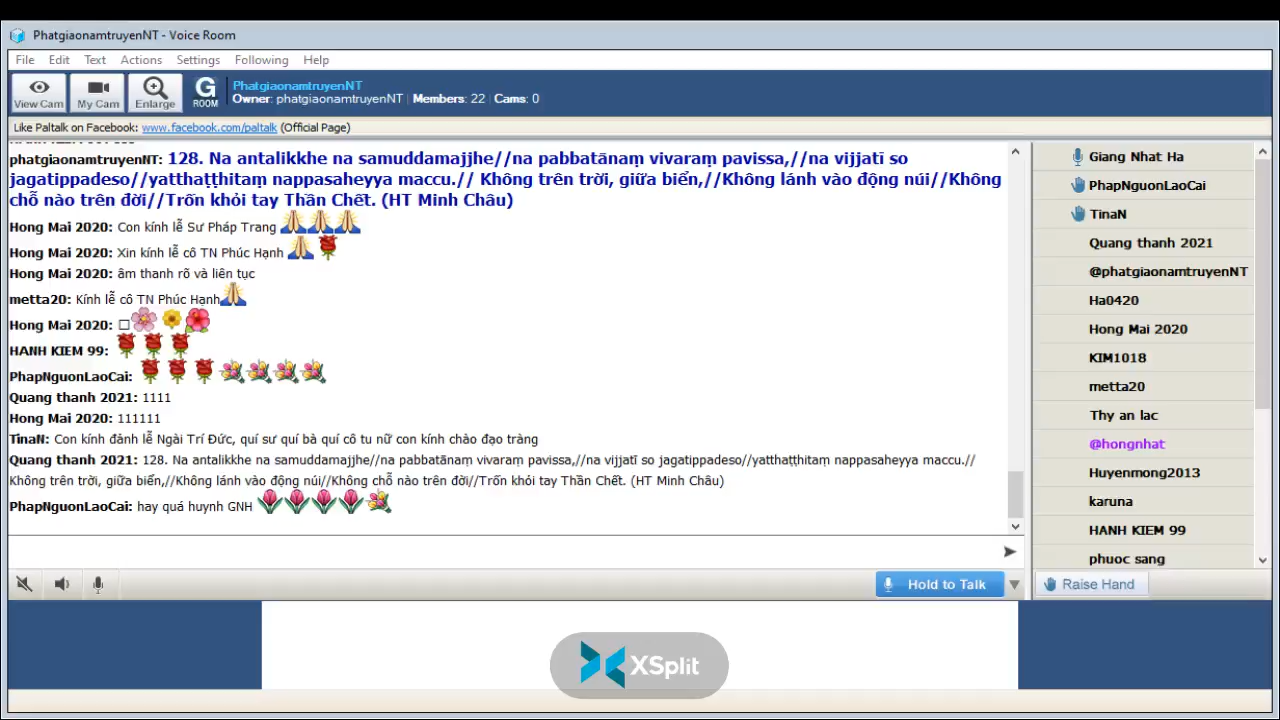 PhatgiaonamtruyenNT - Voice Room
File Edit Text Actions Settings Following Help
View Cam My Cam Enlarge G ROOM
PhatgiaonamtruyenNT
Owner: phatgiaonamtruyenNT Members: 22 Cams: 0
Like Paltalk on Facebook: www.facebook.com/paltalk (Official Page)
phatgiaonamtruyenNT: 128. Na antalikkhe na samuddamajjhe//na pabbatānaṃ vivaraṃ pavissa,//na vijjatī so
jagatippadeso//yatthaṭṭhitaṃ nappasaheyya maccu.// Không trên trời, giữa biển,//Không lánh vào động núi//Không
chỗ nào trên đời//Trốn khỏi tay Thần Chết. (HT Minh Châu)
Hong Mai 2020: Con kính lễ Sư Pháp Trang
Hong Mai 2020: Xin kính lễ cô TN Phúc Hạnh
Hong Mai 2020: âm thanh rõ và liên tục
metta20: Kính lễ cô TN Phúc Hạnh
Hong Mai 2020:
HANH KIEM 99:
PhapNguonLaoCai:
Quang thanh 2021: 1111
Hong Mai 2020: 111111
TinaN: Con kính đảnh lễ Ngài Trí Đức, quí sư quí bà quí cô tu nữ con kính chào đạo tràng
Quang thanh 2021: 128. Na antalikkhe na samuddamajjhe//na pabbatānaṃ vivaraṃ pavissa,//na vijjatī so jagatippadeso//yatthaṭṭhitaṃ nappasaheyya maccu.//
Không trên trời, giữa biển,//Không lánh vào động núi//Không chỗ nào trên đời//Trốn khỏi tay Thần Chết. (HT Minh Châu)
PhapNguonLaoCai: hay quá huynh GNH
Hold to Talk
Giang Nhat Ha
PhapNguonLaoCai
TinaN
Quang thanh 2021
@phatgiaonamtruyenNT
Ha0420
Hong Mai 2020
KIM1018
metta20
Thy an lac
@hongnhat
Huyenmong2013
karuna
HANH KIEM 99
phuoc sang
Raise Hand
XSplit